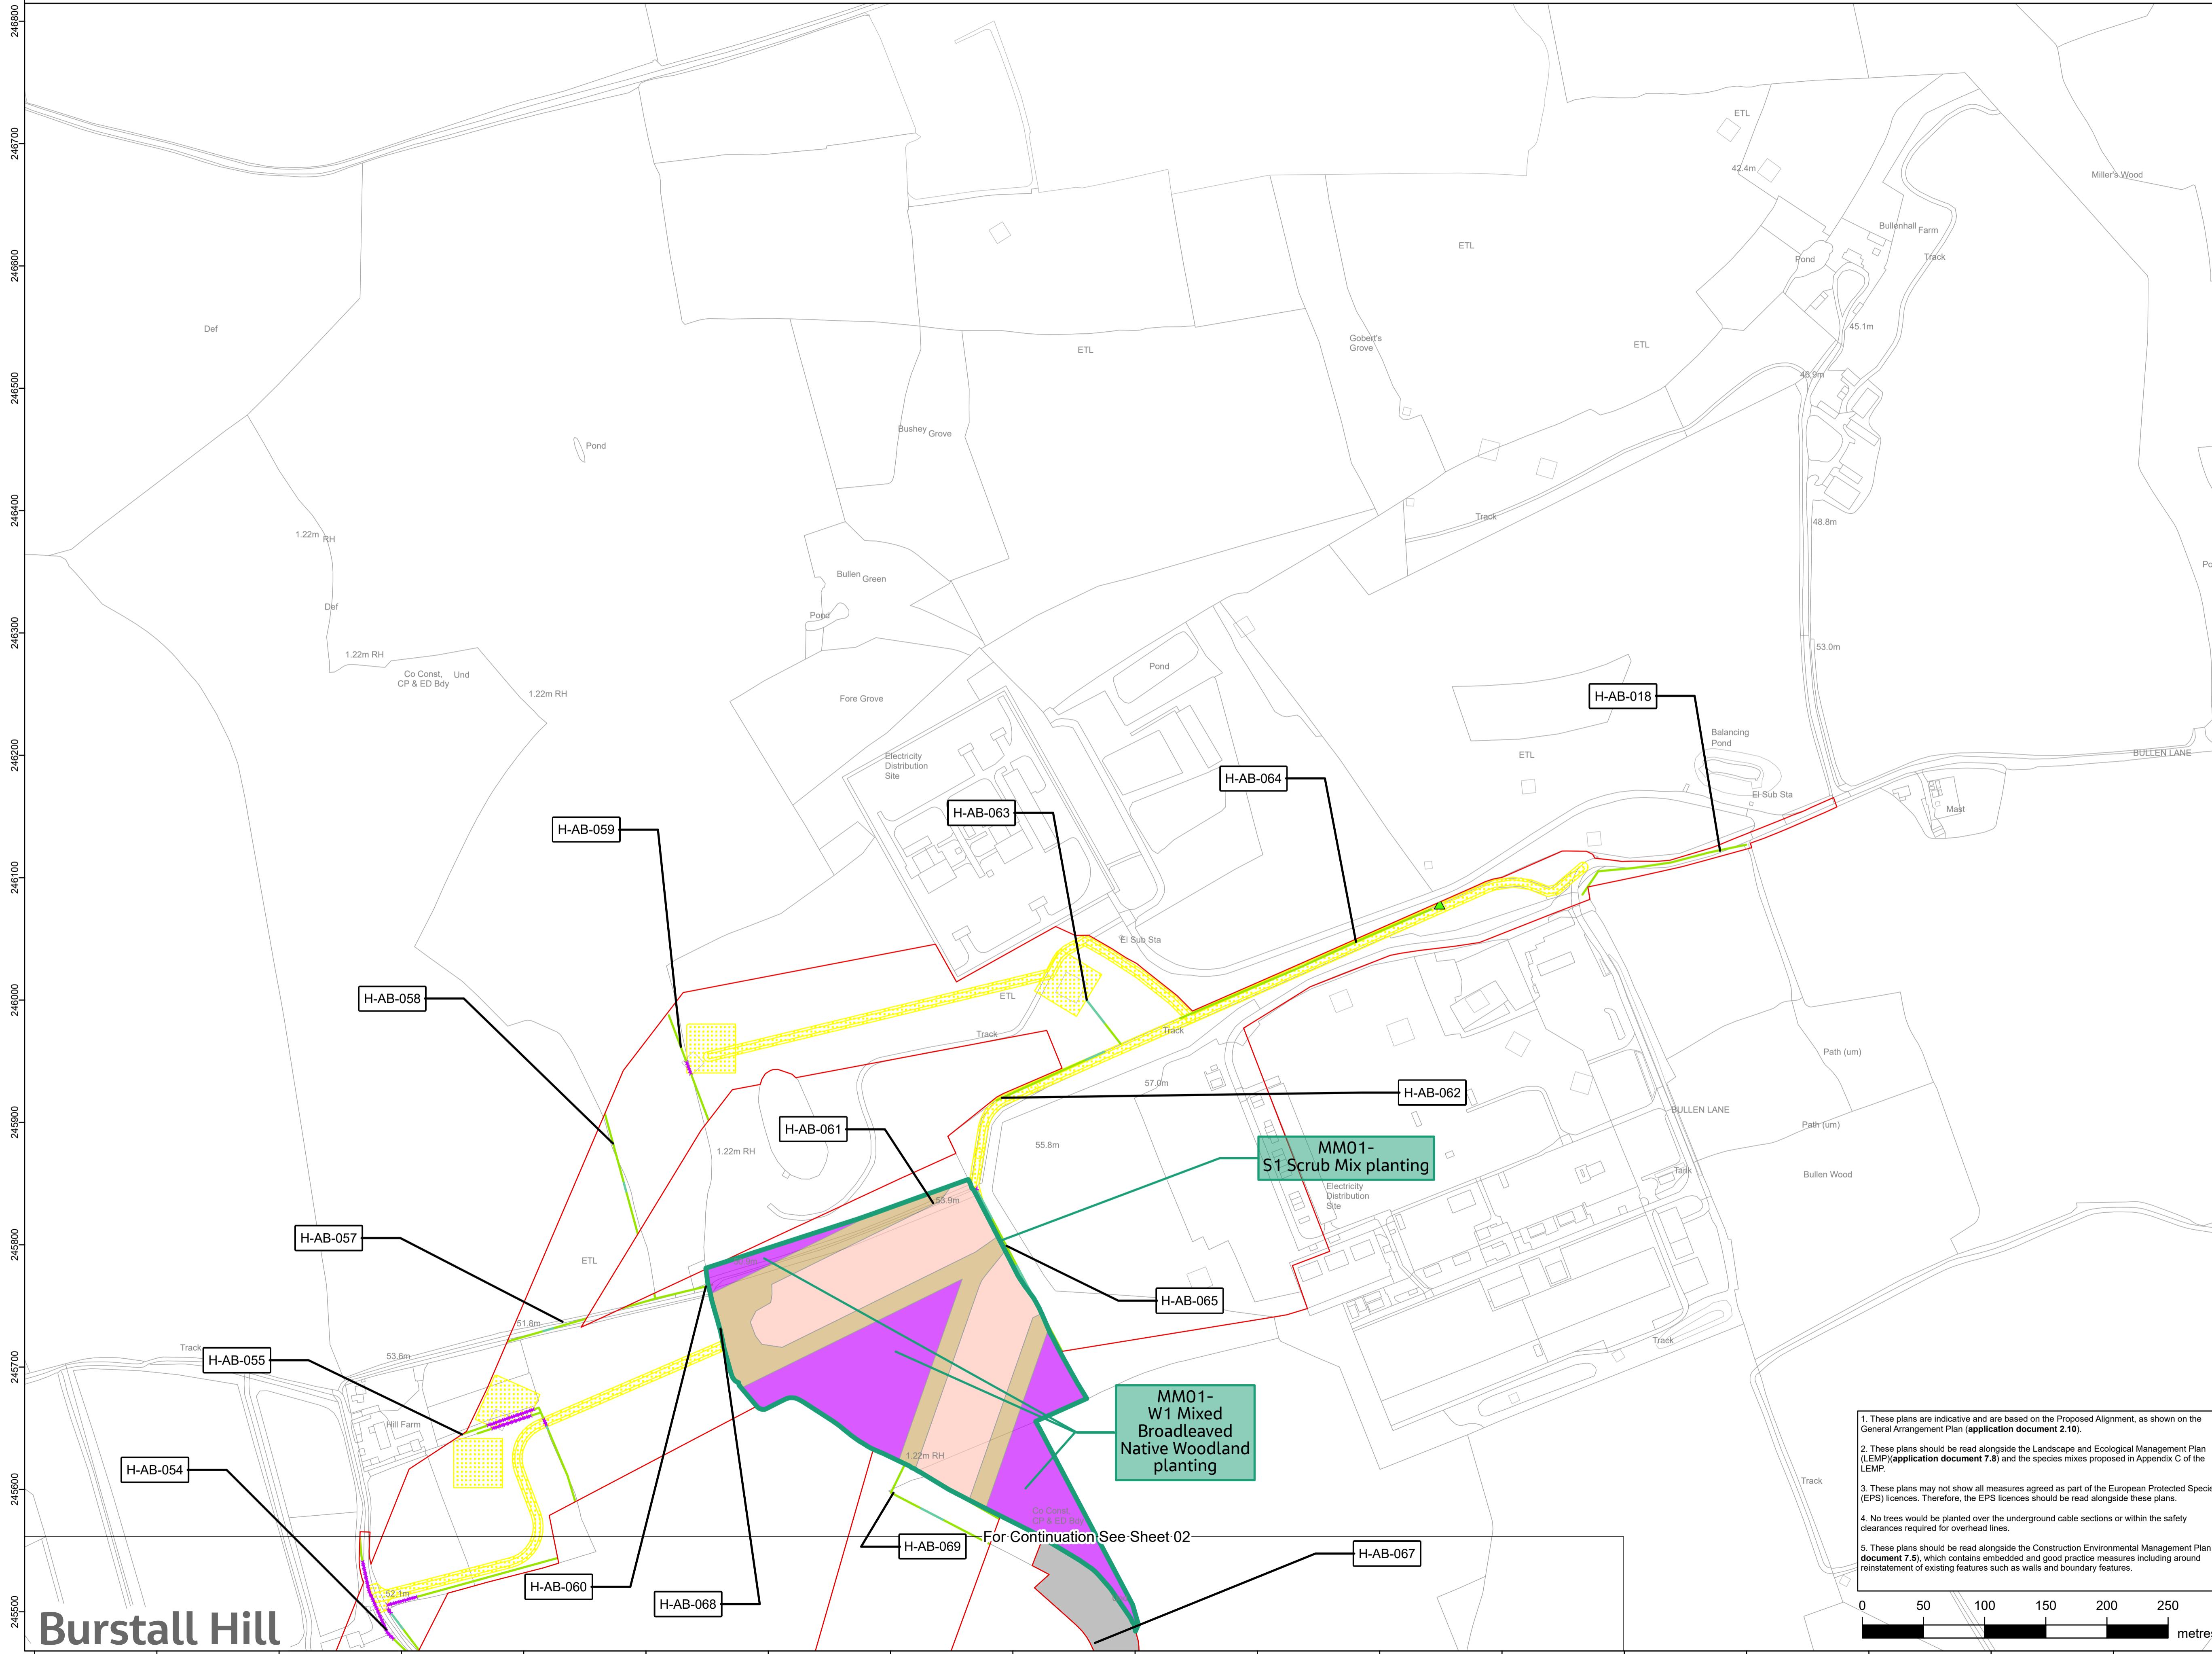 246800
246700
246600
246500
246400
246300
246200
246100
246000
245900
245800
245700
245600
245500
ETL
42.4m
Miller's Wood
Bullenhall Farm
Track
Pond
45.1m
ETL
ETL
Gobert's
Grove
ETL
48.9m
Def
Pond
Bushey Grove
Track
48.8m
1.22m RH
Bullen Green
Pond
Def
1.22m RH
Co Const,
CP & ED Bdy
Und
1.22m RH
Fore Grove
Pond
53.0m
H-AB-018
Balancing
Pond
BULLEN LANE
ETL
El Sub Sta
Mast
Electricity
Distribution
Site
H-AB-064
H-AB-063
H-AB-059
El Sub Sta
H-AB-058
ETL
Track
Track
57.0m
H-AB-062
Path (um)
BULLEN LANE
Path (um)
H-AB-061
1.22m RH
55.8m
MM01-
S1 Scrub Mix planting
Tank
Bullen Wood
Electricity
Distribution
Site
53.9m
H-AB-057
ETL
H-AB-065
51.8m
Track
53.6m
H-AB-055
Track
MM01-
W1 Mixed
Broadleaved
Native Woodland
planting
Hill Farm
1.22m RH
H-AB-054
Track
Co Const,
CP & ED Bdy
For Continuation See Sheet 02
H-AB-069
H-AB-067
H-AB-060
H-AB-068
52.1m
Burstall Hill
1. These plans are indicative and are based on the Proposed Alignment, as shown on the
General Arrangement Plan (application document 2.10).
2. These plans should be read alongside the Landscape and Ecological Management Plan
(LEMP)(application document 7.8) and the species mixes proposed in Appendix C of the
LEMP.
3. These plans may not show all measures agreed as part of the European Protected Specie
(EPS) licences. Therefore, the EPS licences should be read alongside these plans.
4. No trees would be planted over the underground cable sections or within the safety
clearances required for overhead lines.
5. These plans should be read alongside the Construction Environmental Management Plan
document 7.5), which contains embedded and good practice measures including around
reinstatement of existing features such as walls and boundary features.
0 50 100 150 200 250
metres